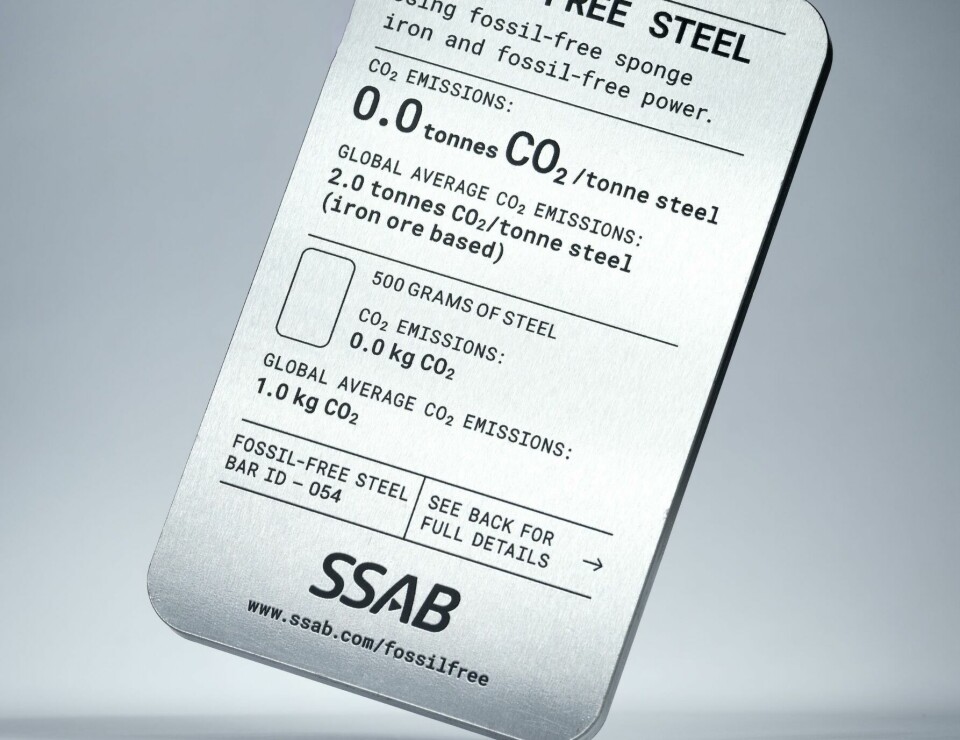 FREE STEEL
using fossil-free sponge
iron and fossil-free power.
CO₂ EMISSIONS:
0.0 tonnes CO₂/tonne steel
GLOBAL AVERAGE CO₂ EMISSIONS:
2.0 tonnes CO₂/tonne steel
(iron ore based)
500 GRAMS OF STEEL
CO₂ EMISSIONS:
0.0 kg CO₂
GLOBAL AVERAGE CO₂ EMISSIONS:
1.0 kg CO₂
FOSSIL-FREE STEEL
BAR ID – 054
SEE BACK FOR
FULL DETAILS →
SSAB
www.ssab.com/fossilfree